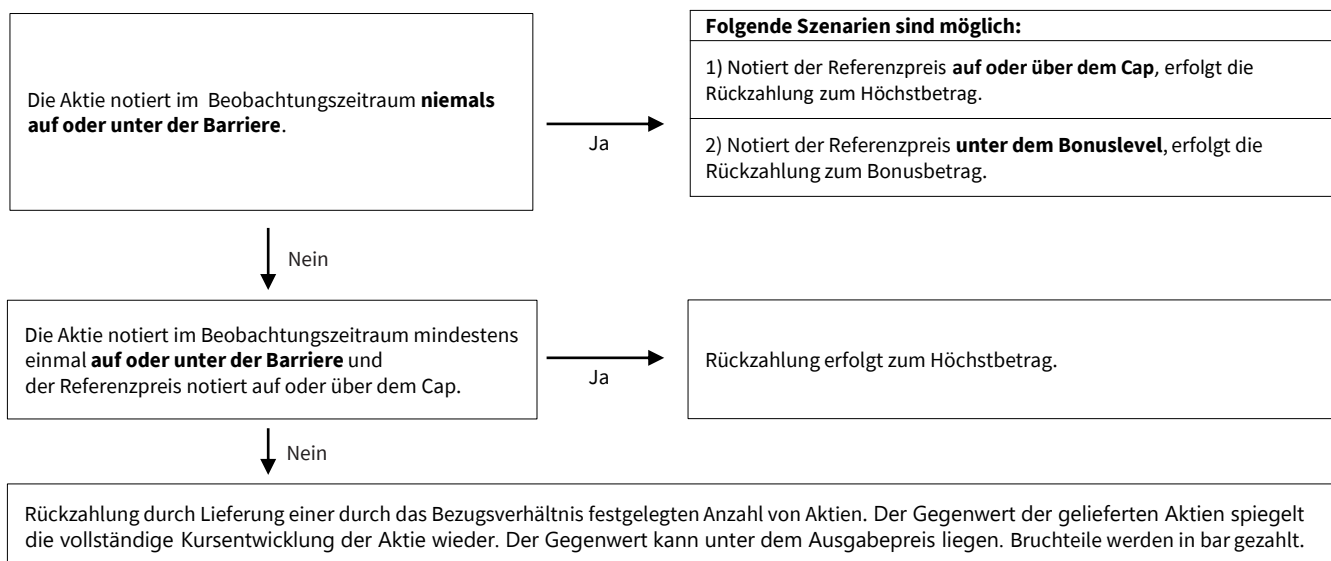 Die Aktie notiert im Beobachtungszeitraum niemals
auf oder unter der Barriere.
Ja
Folgende Szenarien sind möglich:
1) Notiert der Referenzpreis auf oder über dem Cap, erfolgt die
Rückzahlung zum Höchstbetrag.
2) Notiert der Referenzpreis unter dem Bonuslevel, erfolgt die
Rückzahlung zum Bonusbetrag.
Nein
Die Aktie notiert im Beobachtungszeitraum mindestens
einmal auf oder unter der Barriere und
der Referenzpreis notiert auf oder über dem Cap.
Ja
Rückzahlung erfolgt zum Höchstbetrag.
Nein
Rückzahlung durch Lieferung einer durch das Bezugsverhältnis festgelegten Anzahl von Aktien. Der Gegenwert der gelieferten Aktien spiegelt
die vollständige Kursentwicklung der Aktie wieder. Der Gegenwert kann unter dem Ausgabepreis liegen. Bruchteile werden in bar gezahlt.